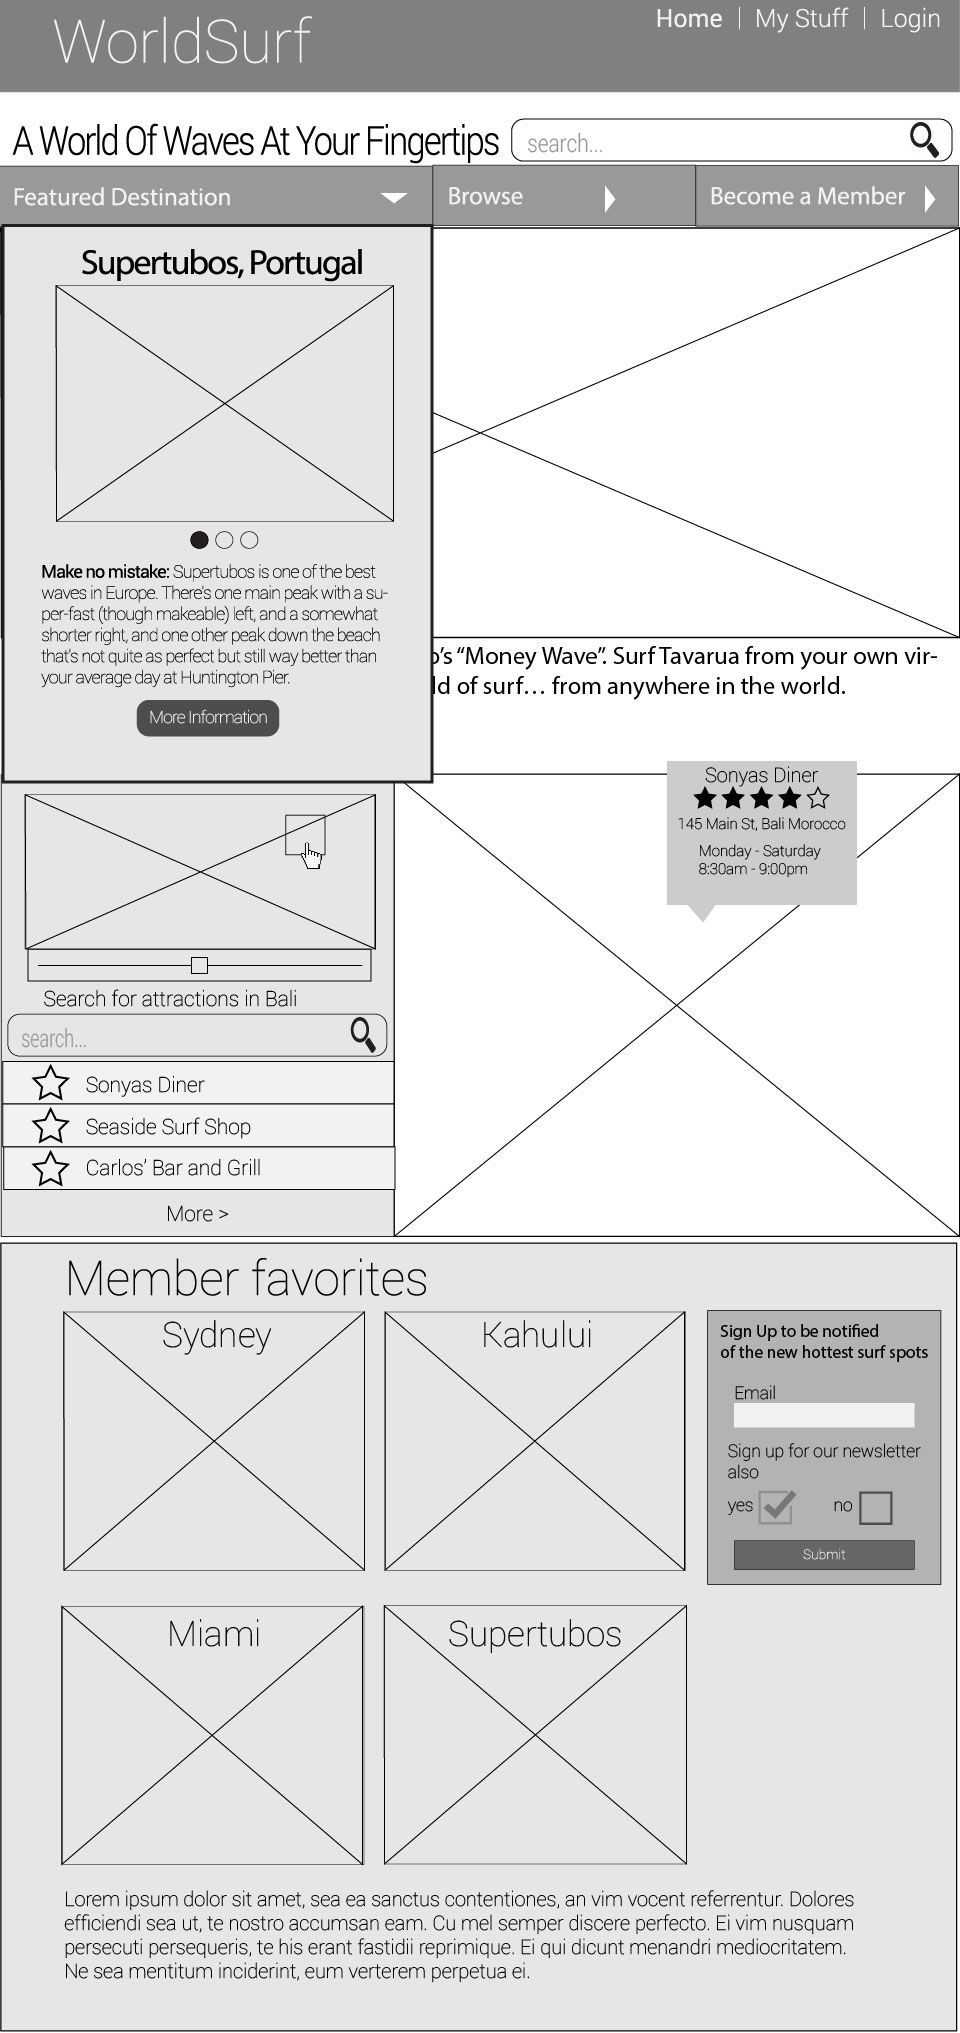 WorldSurf
Home | My Stuff | Login
A World Of Waves At Your Fingertips
search...
Featured Destination
Browse
Become a Member
Supertubos, Portugal
Make no mistake: Supertubos is one of the best
waves in Europe. There's one main peak with a su-
per-fast (though makeable) left, and a somewhat
shorter right, and one other peak down the beach
that's not quite as perfect but still way better than
your average day at Huntington Pier.
More Information
's “Money Wave”. Surf Tavarua from your own vir-
of surf… from anywhere in the world.
Sonyas Diner
145 Main St, Bali Morocco
Monday - Saturday
8:30am - 9:00pm
Search for attractions in Bali
search...
Sonyas Diner
Seaside Surf Shop
Carlos' Bar and Grill
More >
Member favorites
Sydney
Kahului
Sign Up to be notified
of the new hottest surf spots
Email
Sign up for our newsletter
also
yes
no
Submit
Miami
Supertubos
Lorem ipsum dolor sit amet, sea ea sanctus contentiones, an vim vocent referrentur. Dolores
efficiendi sea ut, te nostro accumsan eam. Cu mel semper discere perfecto. Ei vim nusquam
persecuti persequeris, te his erant fastidii reprimique. Ei qui dicunt menandri mediocritatem.
Ne sea mentitum inciderint, eum verterem perpetua ei.